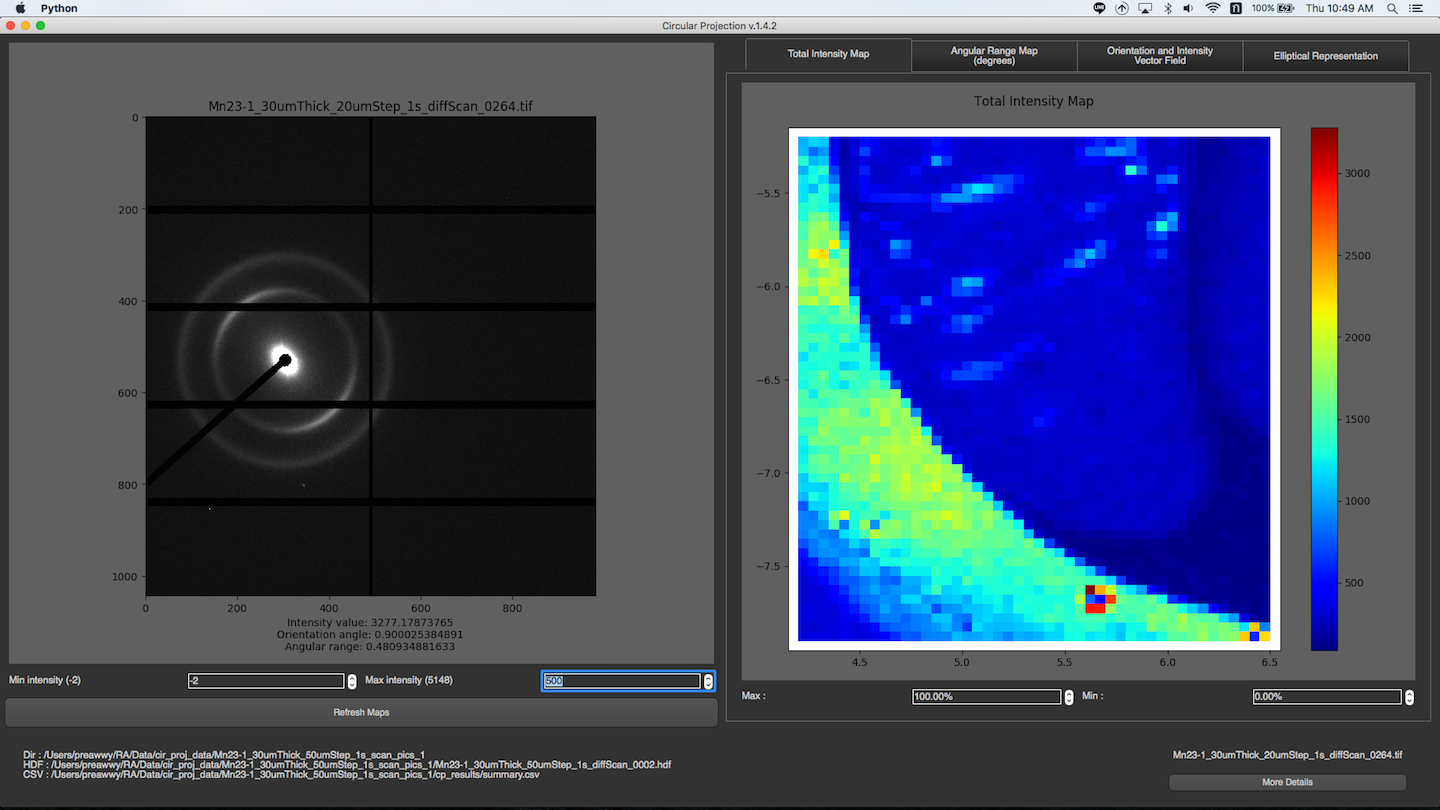 Python
100%
Thu 10:49 AM
Circular Projection v.1.4.2
Total Intensity Map
Angular Range Map
(degrees)
Orientation and Intensity
Vector Field
Elliptical Representation
Mn23-1_30umThick_20umStep_1s_diffScan_0264.tif
0
200
400
600
800
1000
0
200
400
600
800
Intensity value: 3277.17873765
Orientation angle: 0.900025384891
Angular range: 0.480934881633
Total Intensity Map
−5.5
−6.0
−6.5
−7.0
−7.5
4.5
5.0
5.5
6.0
6.5
3000
2500
2000
1500
1000
500
Min intensity (-2)
-2
Max intensity (5148)
500
Max :
100.00%
Min :
0.00%
Refresh Maps
Dir : /Users/preawwy/RA/Data/cir_proj_data/Mn23-1_30umThick_50umStep_1s_scan_pics_1
HDF : /Users/preawwy/RA/Data/cir_proj_data/Mn23-1_30umThick_50umStep_1s_scan_pics_1/Mn23-1_30umThick_50umStep_1s_diffScan_0002.hdf
CSV : /Users/preawwy/RA/Data/cir_proj_data/Mn23-1_30umThick_50umStep_1s_scan_pics_1/cp_results/summary.csv
Mn23-1_30umThick_20umStep_1s_diffScan_0264.tif
More Details